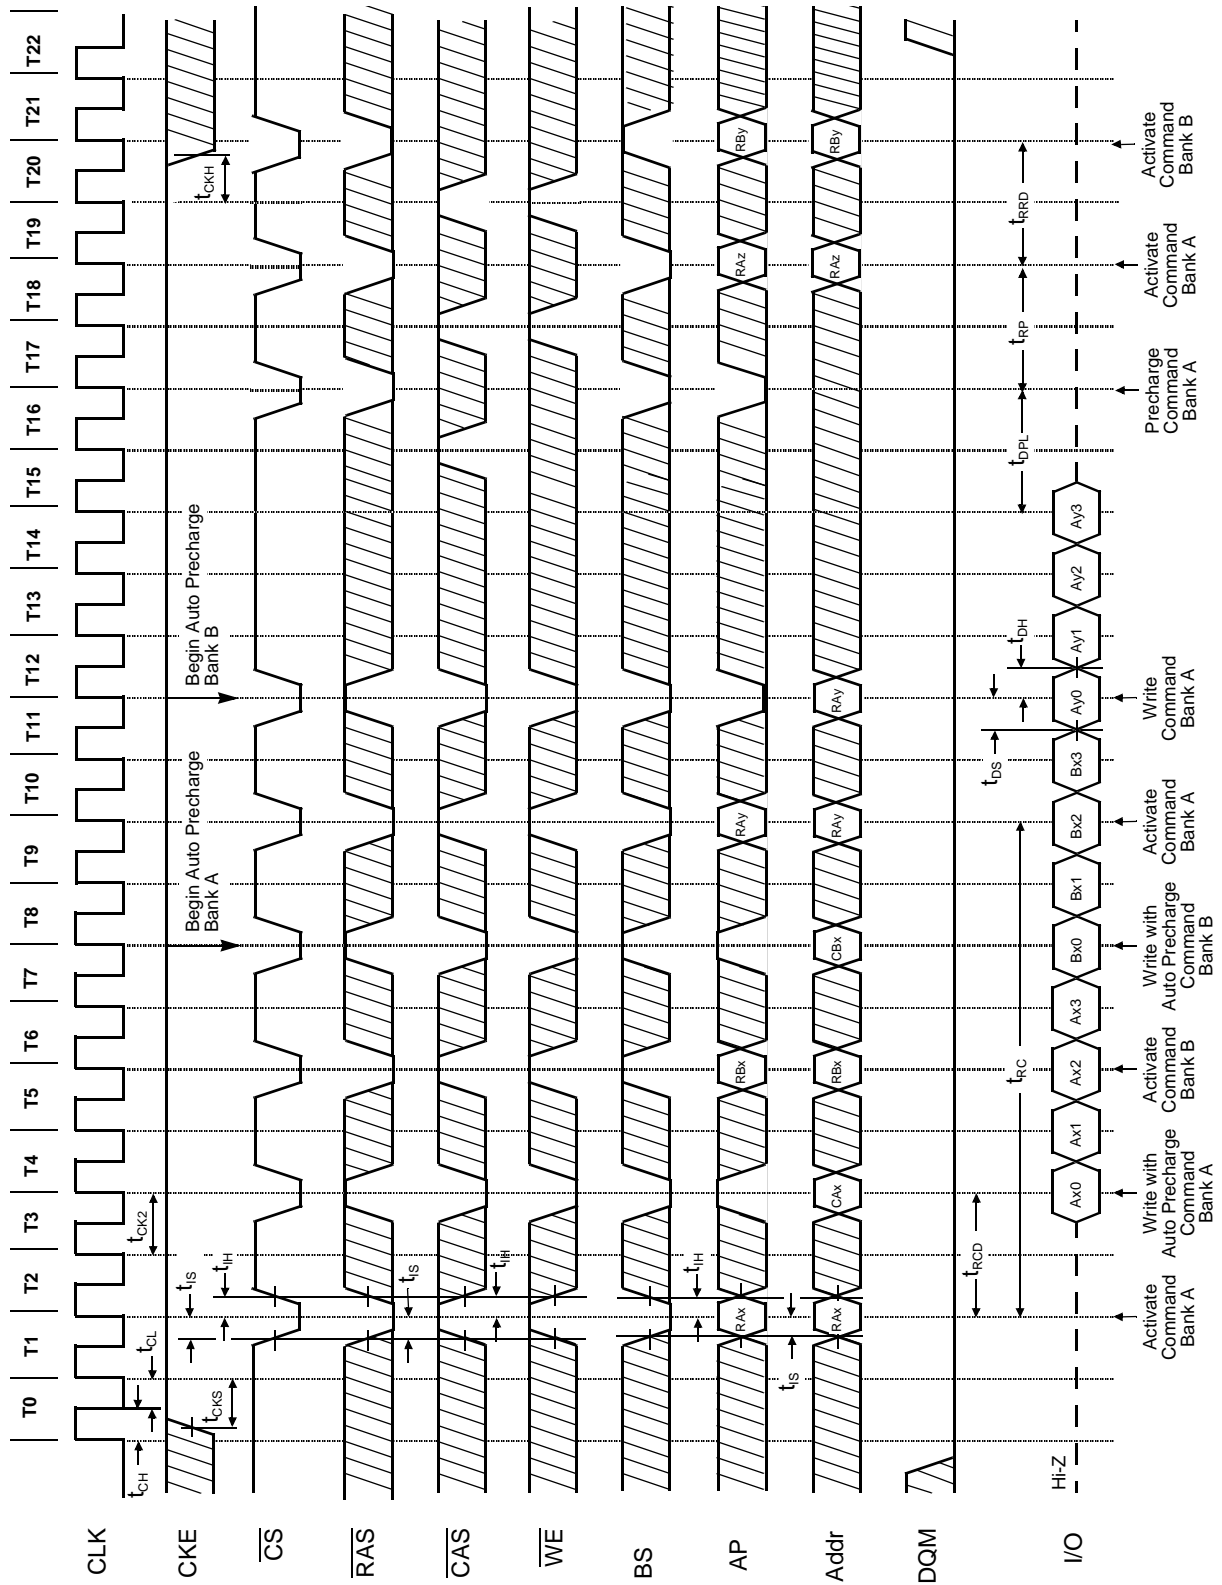 T0 T1 T2 T3 T4 T5 T6 T7 T8 T9 T10 T11 T12 T13 T14 T15 T16 T17 T18 T19 T20 T21 T22
CLK
tCH
tCL
tCK2
CKE
tCKS
tIS
tIH
Begin Auto Precharge
Bank A
Begin Auto Precharge
Bank B
tCKH
CS
RAS
tIS
CAS
tIH
WE
BS
tIH
AP
RAx
RBx
RAy
RAz
RBy
tIS
Addr
RAx
CAx
RBx
CBx
RAy
RAy
RAz
RBy
DQM
tRCD
tDS
tRC
tDH
tDPL
tRP
tRRD
I/O
Hi-Z
Ax0
Ax1
Ax2
Ax3
Bx0
Bx1
Bx2
Bx3
Ay0
Ay1
Ay2
Ay3
Activate
Command
Bank A
Write with
Auto Precharge
Command
Bank A
Activate
Command
Bank B
Write with
Auto Precharge
Command
Bank B
Activate
Command
Bank A
Write
Command
Bank A
Precharge
Command
Bank A
Activate
Command
Bank A
Activate
Command
Bank B